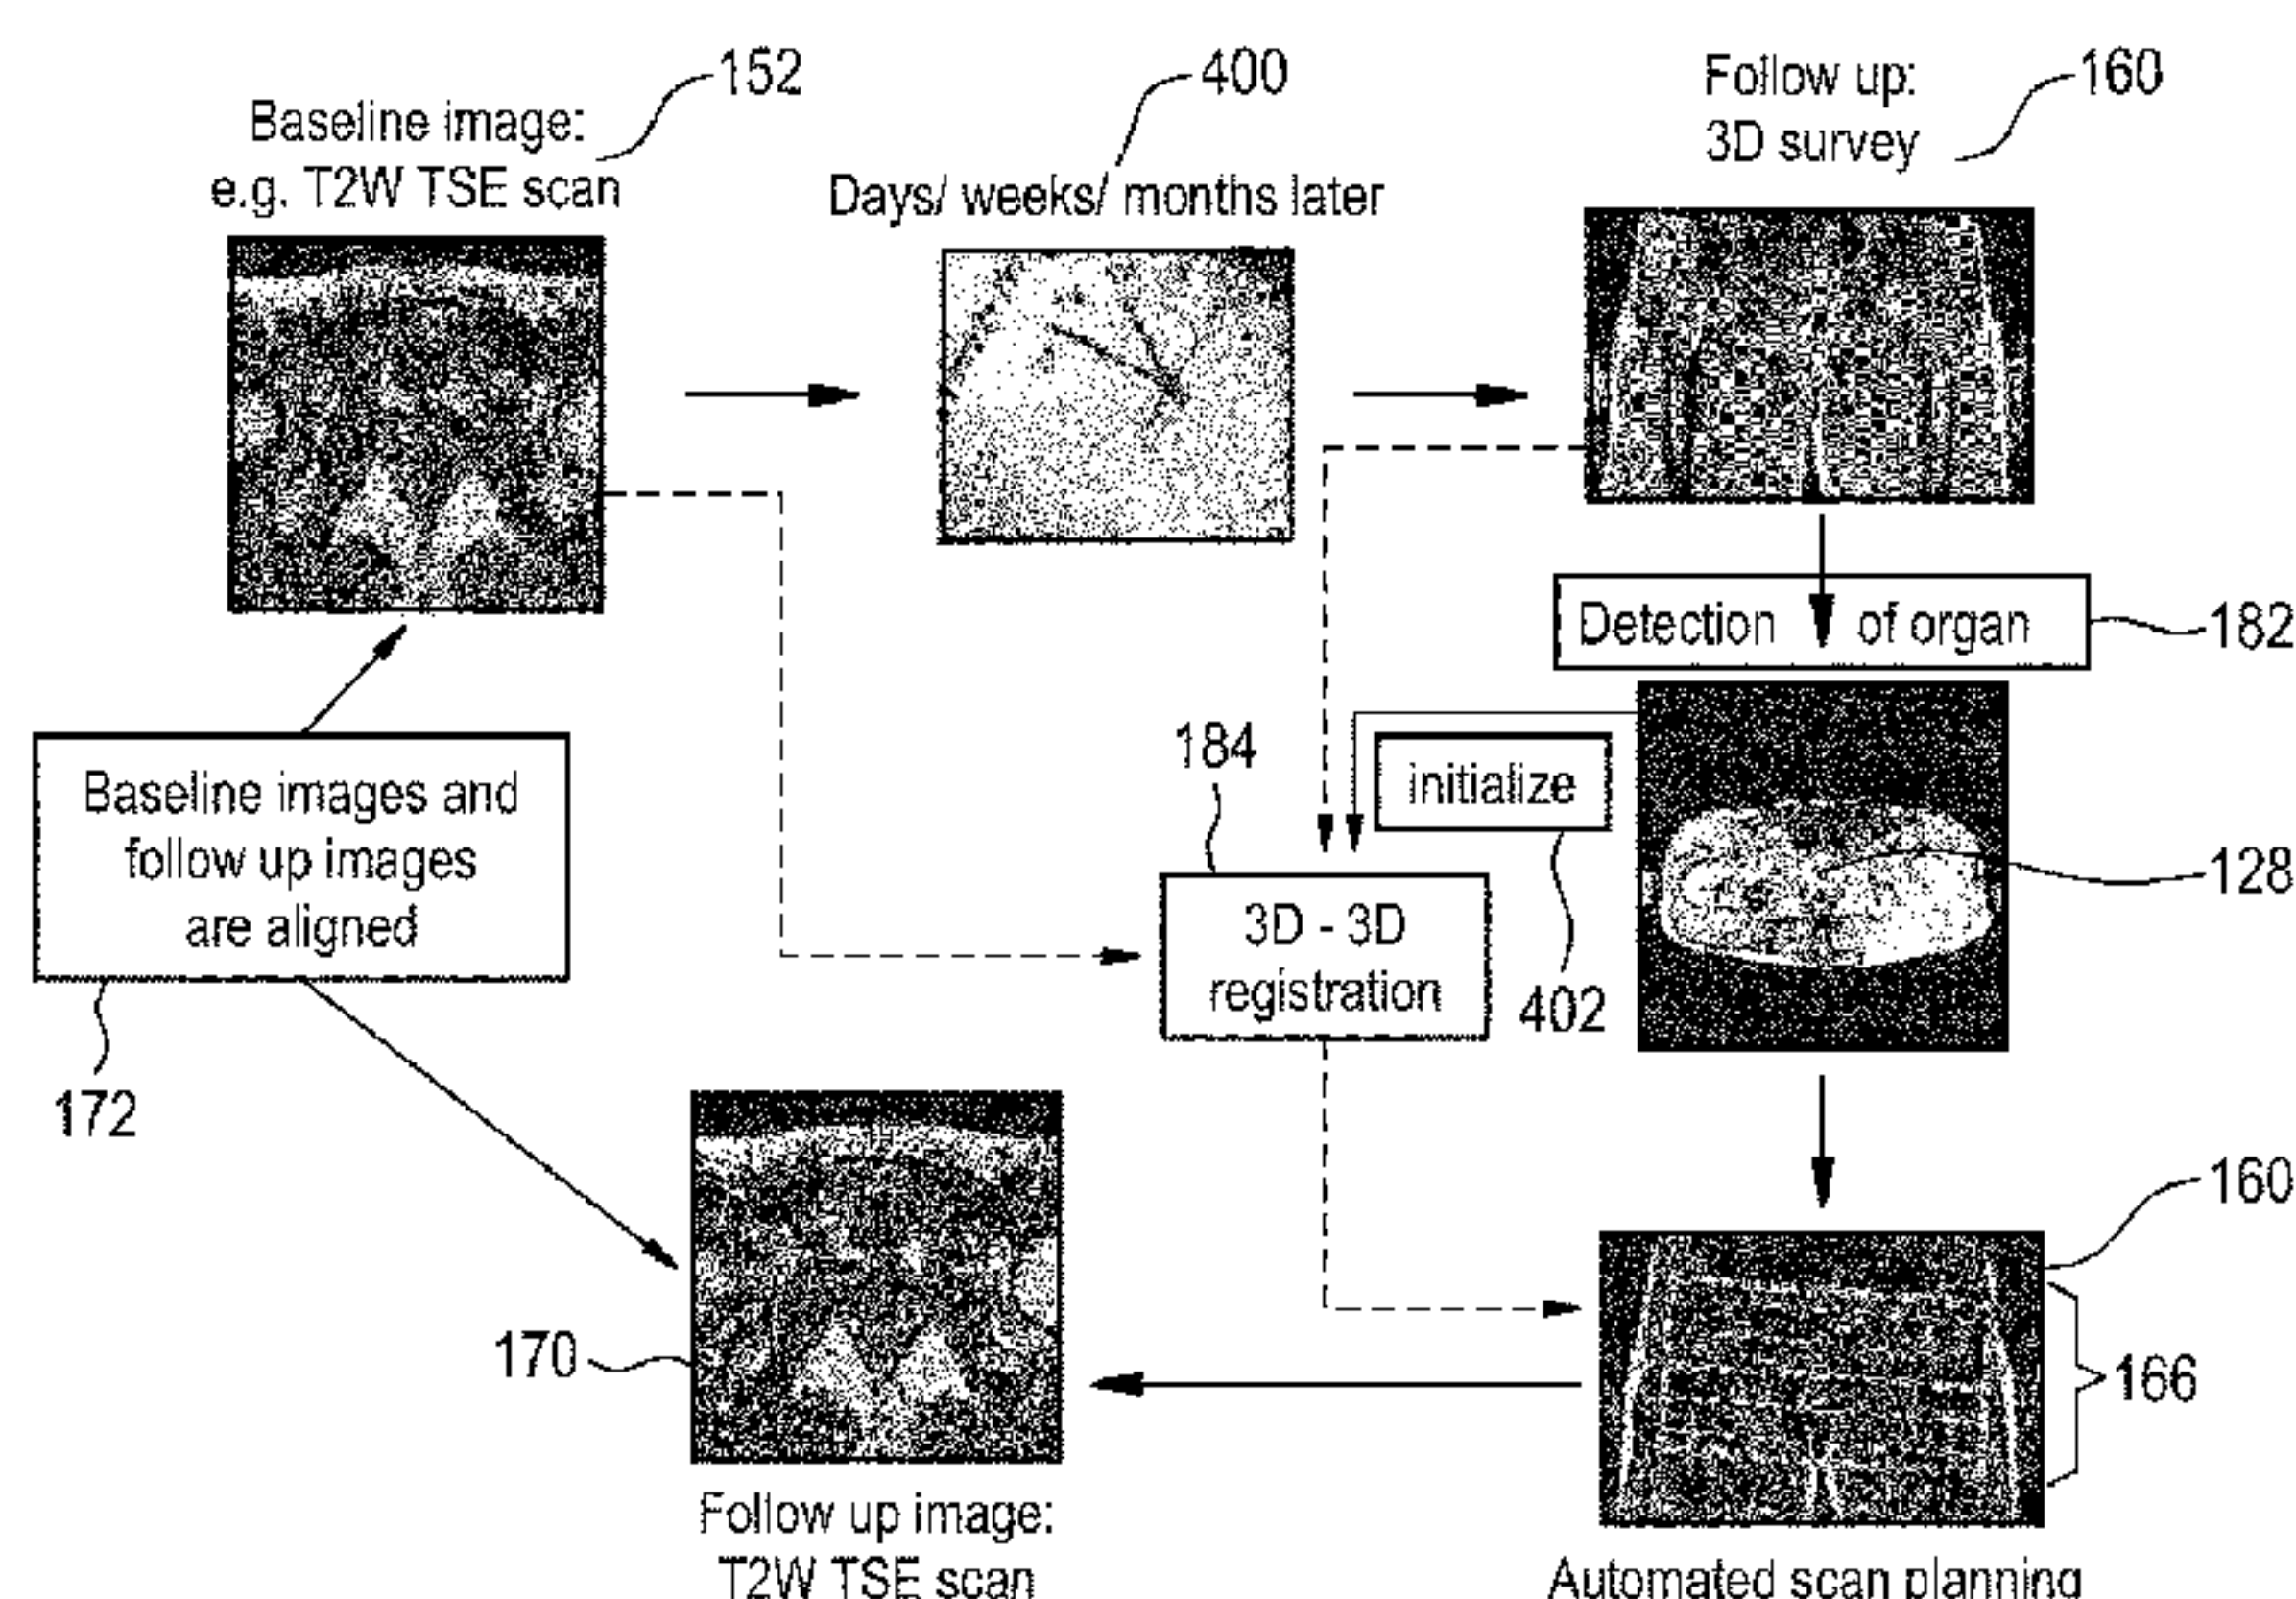 152
Baseline image:
e.g. T2W TSE scan
400
Days/ weeks/ months later
Follow up:
3D survey
160
Detection of organ
182
184
initialize
Baseline images and
follow up images
are aligned
128
3D - 3D
registration
402
172
160
170
166
Follow up image:
T2W TSE scan
Automated scan planning